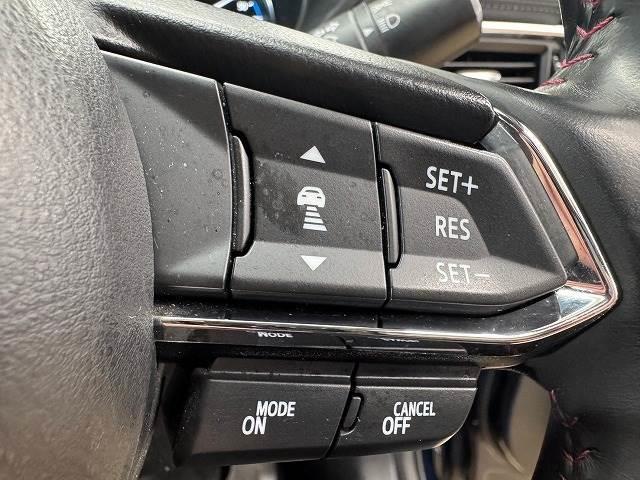 SET+
RES
SET-
MODE
ON
CANCEL
OFF